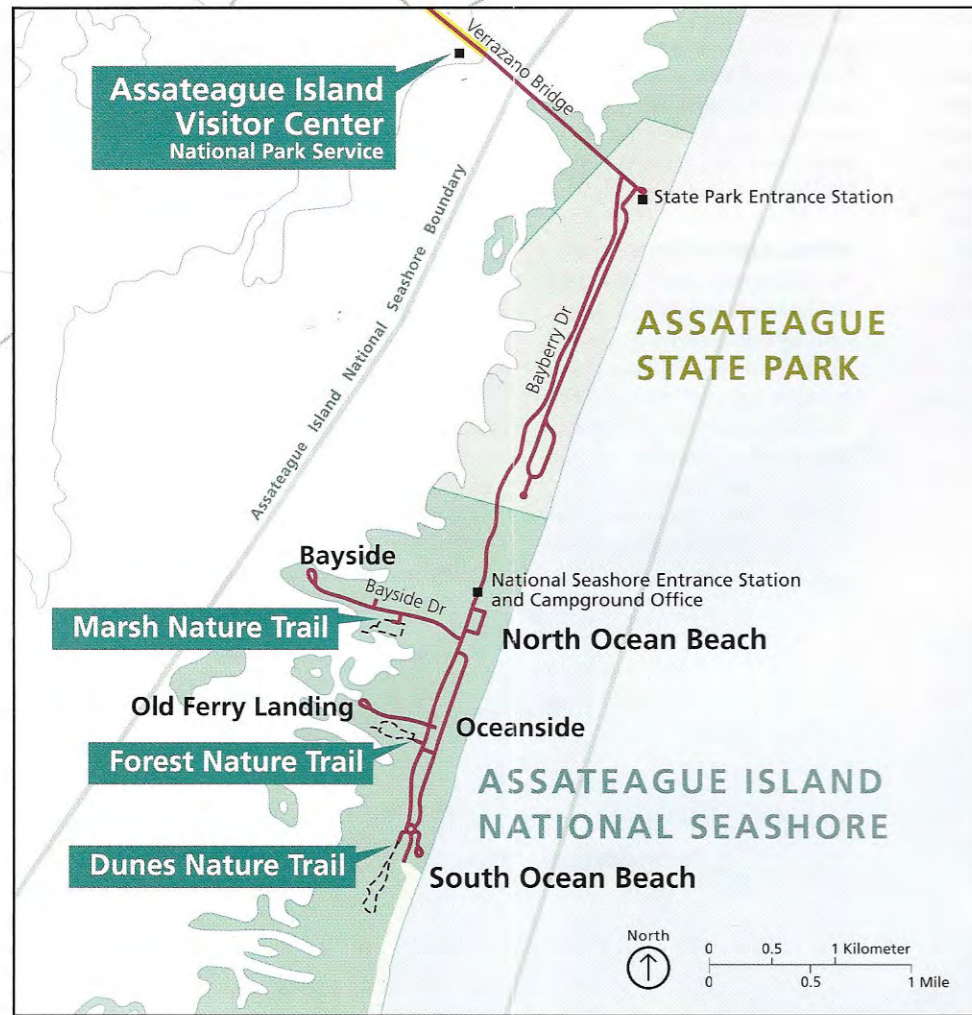 Verrazano Bridge
Assateague Island
Visitor Center
National Park Service
State Park Entrance Station
Assateague Island National Seashore Boundary
Bayberry Dr
ASSATEAGUE
STATE PARK
Bayside
Bayside Dr
National Seashore Entrance Station
and Campground Office
Marsh Nature Trail
North Ocean Beach
Old Ferry Landing
Oceanside
Forest Nature Trail
ASSATEAGUE ISLAND
NATIONAL SEASHORE
Dunes Nature Trail
South Ocean Beach
North
0 0.5 1 Kilometer
0 0.5 1 Mile